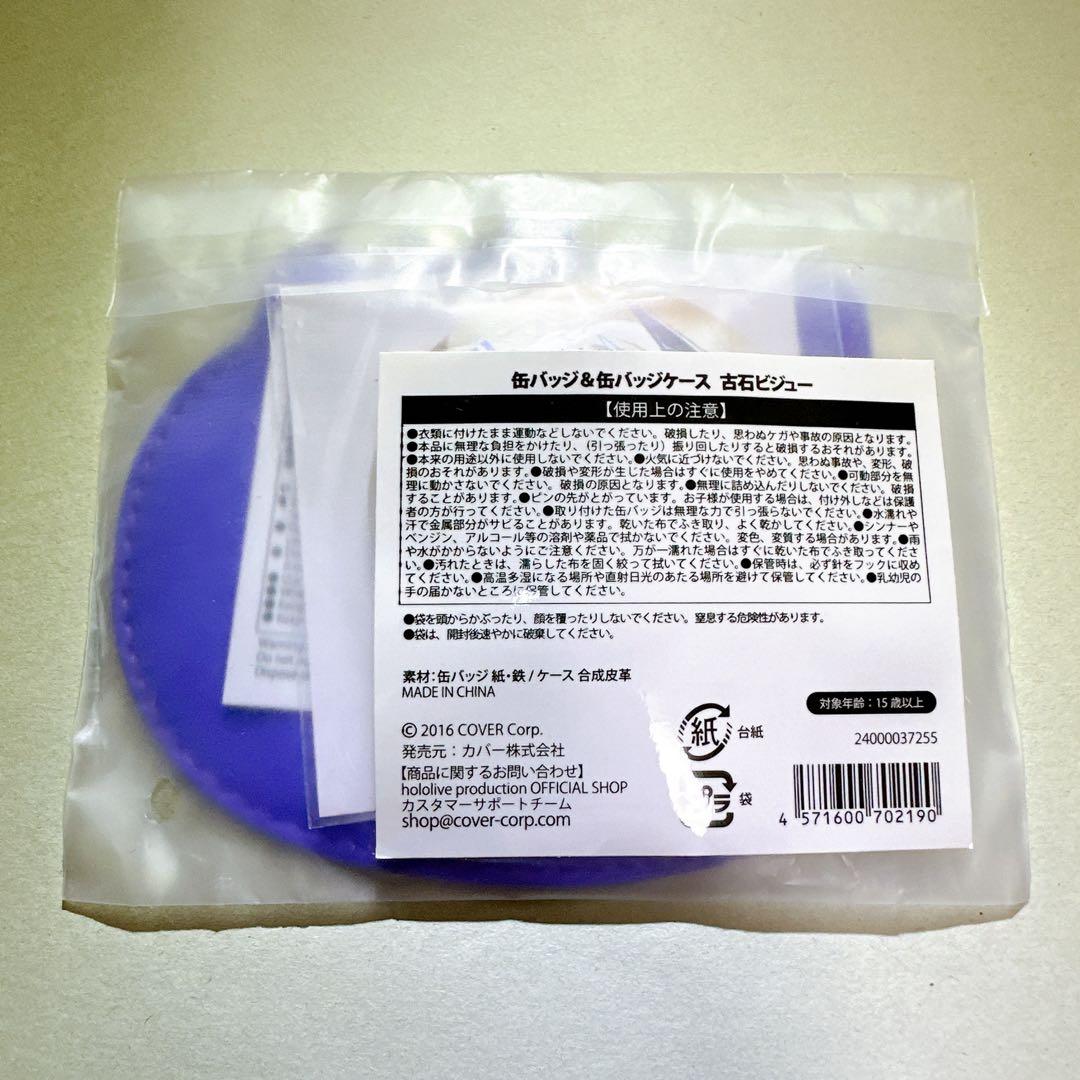 缶バッジ&缶バッジケース 古石ビジュー
【使用上の注意】
●衣類に付けたまま運動などしないでください。破損したり、思わぬケガや事故の原因となります。
●本品に無理な負担をかけたり、(引っ張ったり)振り回したりすると破損するおそれがあります。
●本来の用途以外に使用しないでください。●火気に近づけないでください。思わぬ事故や、変形、破
損のおそれがあります。●破損や変形が生じた場合はすぐに使用をやめてください。●可動部分を無
理に動かさないでください。破損の原因となります。●無理に詰め込んだりしないでください。破損
することがあります。●ピンの先がとがっています。お子様が使用する場合は、付け外しなどは保護
者の方が行ってください。●取り付けた缶バッジは無理な力で引っ張らないでください。●水濡れや
汗で金属部分がサビることがあります。乾いた布でふき取り、よく乾かしてください。●シンナーや
ベンジン、アルコール等の溶剤や薬品で拭かないでください。変色、変質する場合があります。●雨
や水がかからないようにご注意ください。万が一濡れた場合はすぐに乾いた布でふき取ってくださ
い。●汚れたときは、濡らした布を固く絞って拭いてください。●保管時は、必ず針をフックに収め
てください。●高温多湿になる場所や直射日光のあたる場所を避けて保管してください。●乳幼児の
手の届かないところに保管してください。
●袋を頭からかぶったり、顔を覆ったりしないでください。窒息する危険性があります。
●袋は、開封後速やかに破棄してください。
素材:缶バッジ 紙・鉄 / ケース 合成皮革
MADE IN CHINA
対象年齢:15歳以上
© 2016 COVER Corp.
発売元:カバー株式会社
【商品に関するお問い合わせ】
hololive production OFFICIAL SHOP
カスタマーサポートチーム
shop@cover-corp.com
紙 台紙
プラ 袋
24000037255
4 571600 702190